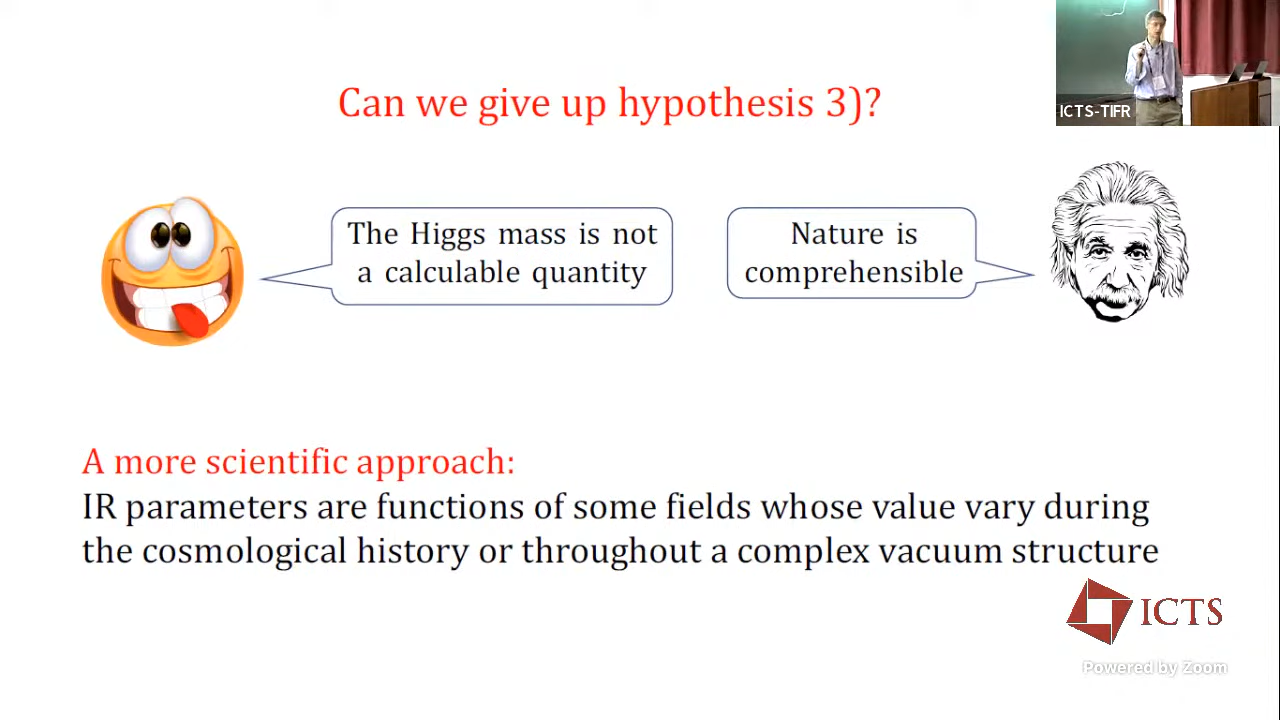 Can we give up hypothesis 3)?
ICTS-TIFR
The Higgs mass is not
a calculable quantity
Nature is
comprehensible
A more scientific approach:
IR parameters are functions of some fields whose value vary during
the cosmological history or throughout a complex vacuum structure
ICTS
Powered by Zoom